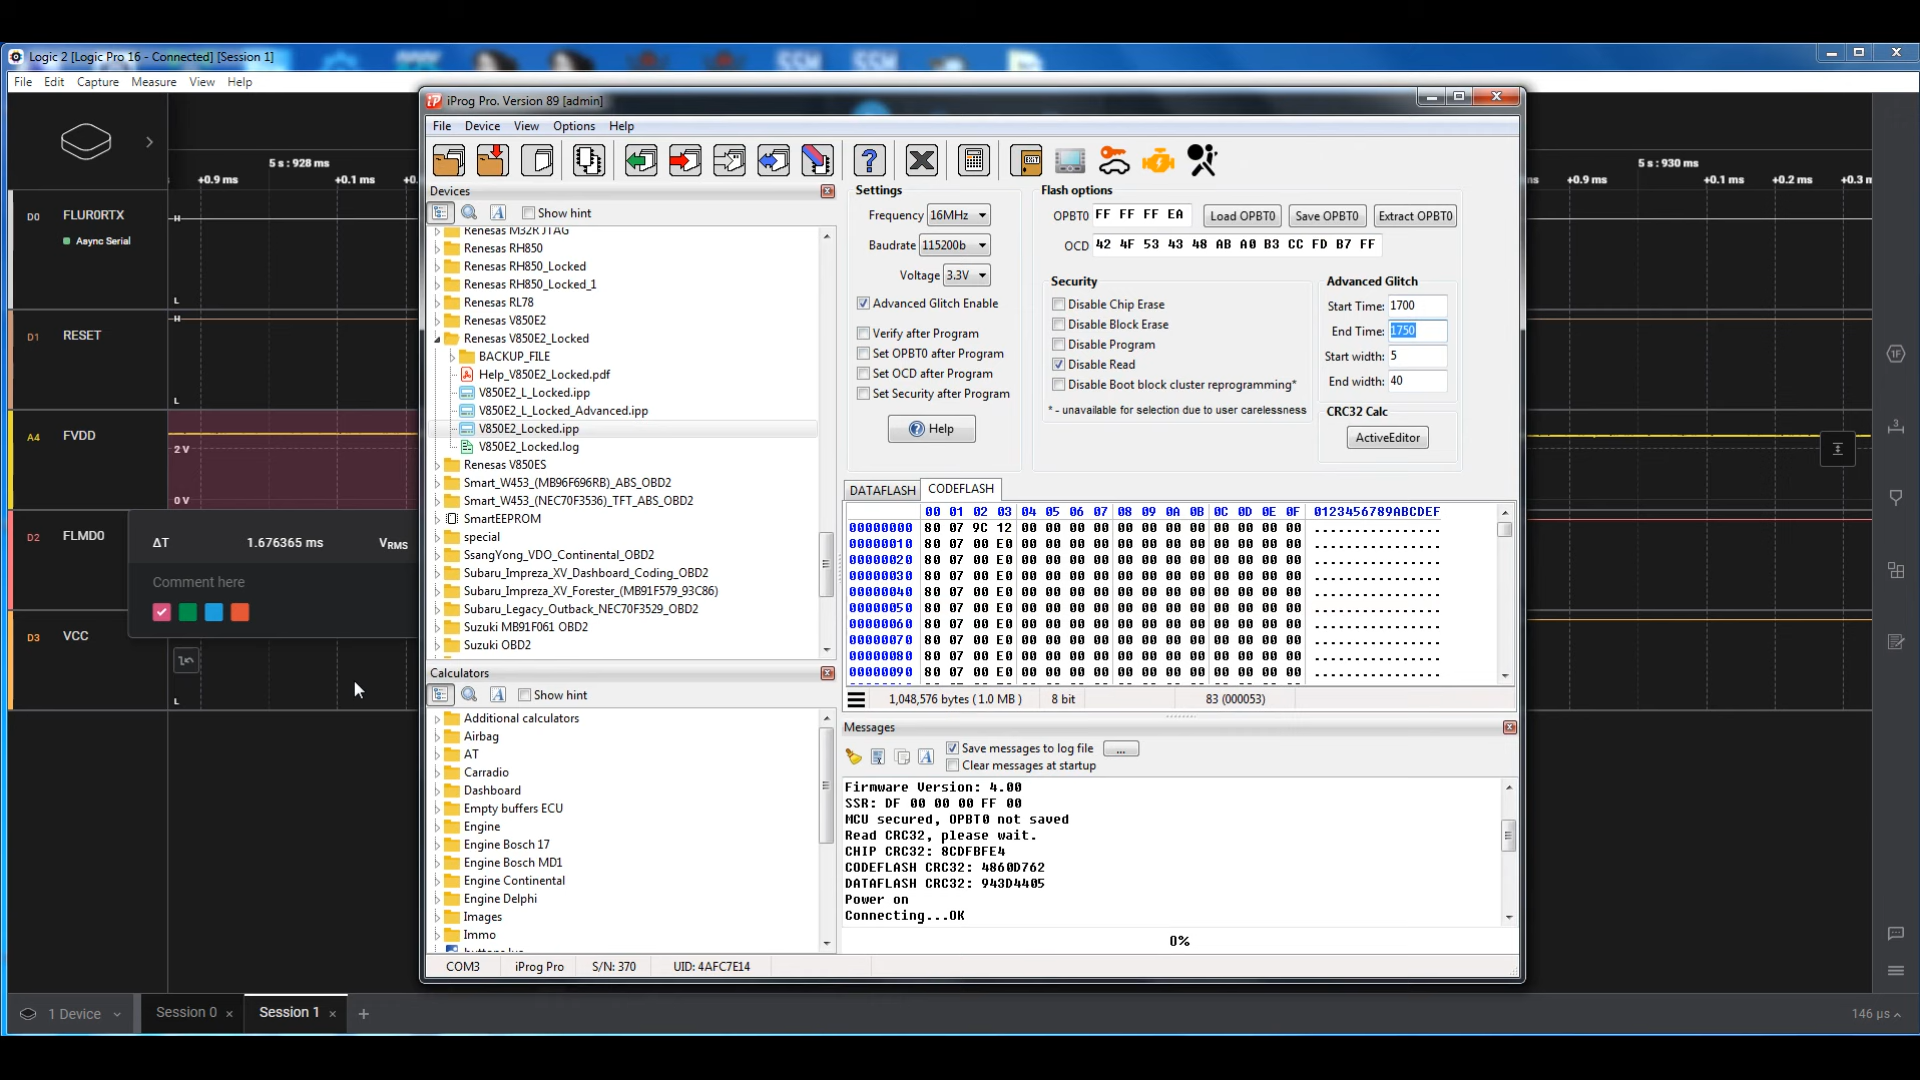 Logic 2 [Logic Pro 16 - Connected] [Session 1]
File Edit Capture Measure View Help
D0 FLUR0RTX
Async Serial
D1 RESET
A4 FVDD
D2 FLMD0
D3 VCC
5 s : 928 ms
+0.9 ms +0.1 ms
H
L
H
L
2 V
0 V
L
ΔT 1.676365 ms VRMS
Comment here
5 s : 930 ms
+0.9 ms +0.1 ms +0.2 ms
iProg Pro. Version 89 [admin]
File Device View Options Help
EXIT
Devices
Show hint
Renesas M32R JTAG
Renesas RH850
Renesas RH850_Locked
Renesas RH850_Locked_1
Renesas RL78
Renesas V850E2
Renesas V850E2_Locked
BACKUP_FILE
Help_V850E2_Locked.pdf
V850E2_L_Locked.ipp
V850E2_L_Locked_Advanced.ipp
V850E2_Locked.ipp
V850E2_Locked.log
Renesas V850ES
Smart_W453_(MB96F696RB)_ABS_OBD2
Smart_W453_(NEC70F3536)_TFT_ABS_OBD2
SmartEEPROM
special
SsangYong_VDO_Continental_OBD2
Subaru_Impreza_XV_Dashboard_Coding_OBD2
Subaru_Impreza_XV_Forester_(MB91F579_93C86)
Subaru_Legacy_Outback_NEC70F3529_OBD2
Suzuki MB91F061 OBD2
Suzuki OBD2
Calculators
Show hint
Additional calculators
Airbag
AT
Carradio
Dashboard
Empty buffers ECU
Engine
Engine Bosch 17
Engine Bosch MD1
Engine Continental
Engine Delphi
Images
Immo
Settings
Frequency 16MHz
Baudrate 115200b
Voltage 3.3V
Advanced Glitch Enable
Verify after Program
Set OPBT0 after Program
Set OCD after Program
Set Security after Program
Help
Flash options
OPBT0 FF FF FF EA Load OPBT0 Save OPBT0 Extract OPBT0
OCD 42 4F 53 43 48 AB A0 B3 CC FD B7 FF
Security
Disable Chip Erase
Disable Block Erase
Disable Program
Disable Read
Disable Boot block cluster reprogramming*
* - unavailable for selection due to user carelessness
Advanced Glitch
Start Time: 1700
End Time: 1750
Start width: 5
End width: 40
CRC32 Calc
ActiveEditor
DATAFLASH CODEFLASH
00 01 02 03 04 05 06 07 08 09 0A 0B 0C 0D 0E 0F 0123456789ABCDEF
00000000 80 07 9C 12 00 00 00 00 00 00 00 00 00 00 00 00 ................
00000010 80 07 00 E0 00 00 00 00 00 00 00 00 00 00 00 00 ................
00000020 80 07 00 E0 00 00 00 00 00 00 00 00 00 00 00 00 ................
00000030 80 07 00 E0 00 00 00 00 00 00 00 00 00 00 00 00 ................
00000040 80 07 00 E0 00 00 00 00 00 00 00 00 00 00 00 00 ................
00000050 80 07 00 E0 00 00 00 00 00 00 00 00 00 00 00 00 ................
00000060 80 07 00 E0 00 00 00 00 00 00 00 00 00 00 00 00 ................
00000070 80 07 00 E0 00 00 00 00 00 00 00 00 00 00 00 00 ................
00000080 80 07 00 E0 00 00 00 00 00 00 00 00 00 00 00 00 ................
00000090 80 07 00 E0 00 00 00 00 00 00 00 00 00 00 00 00 ................
1,048,576 bytes ( 1.0 MB ) 8 bit 83 (000053)
Messages
Save messages to log file ...
Clear messages at startup
Firmware Version: 4.00
SSR: DF 00 00 00 FF 00
MCU secured, OPBT0 not saved
Read CRC32, please wait.
CHIP CRC32: 8CDFBFE4
CODEFLASH CRC32: 4860D762
DATAFLASH CRC32: 943D4405
Power on
Connecting...OK
0%
COM3 iProg Pro S/N: 370 UID: 4AFC7E14
1 Device Session 0 × Session 1 × +
146 µs